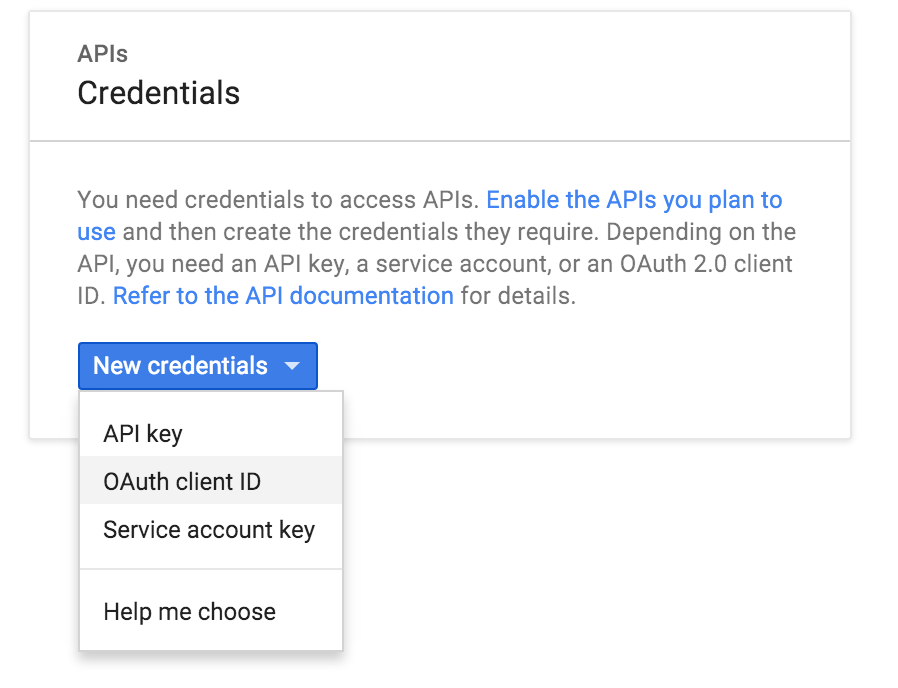 APIs
Credentials
You need credentials to access APIs. Enable the APIs you plan to
use and then create the credentials they require. Depending on the
API, you need an API key, a service account, or an OAuth 2.0 client
ID. Refer to the API documentation for details.
New credentials
API key
OAuth client ID
Service account key
Help me choose